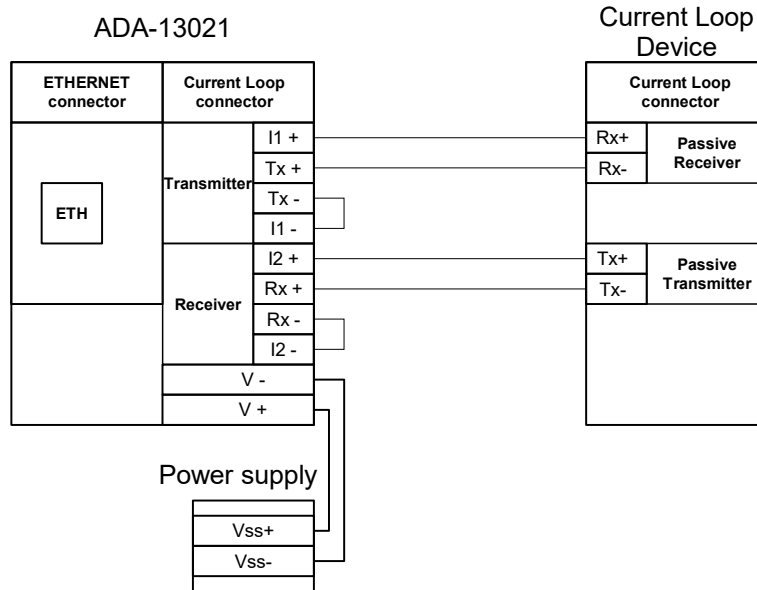 ADA-13021
Current Loop
Device
ETHERNET
connector
Current Loop
connector
Current Loop
connector
ETH
Transmitter
I1 +
Tx +
Tx -
I1 -
Rx+
Rx-
Passive
Receiver
Receiver
I2 +
Rx +
Rx -
I2 -
Tx+
Tx-
Passive
Transmitter
V -
V +
Power supply
Vss+
Vss-